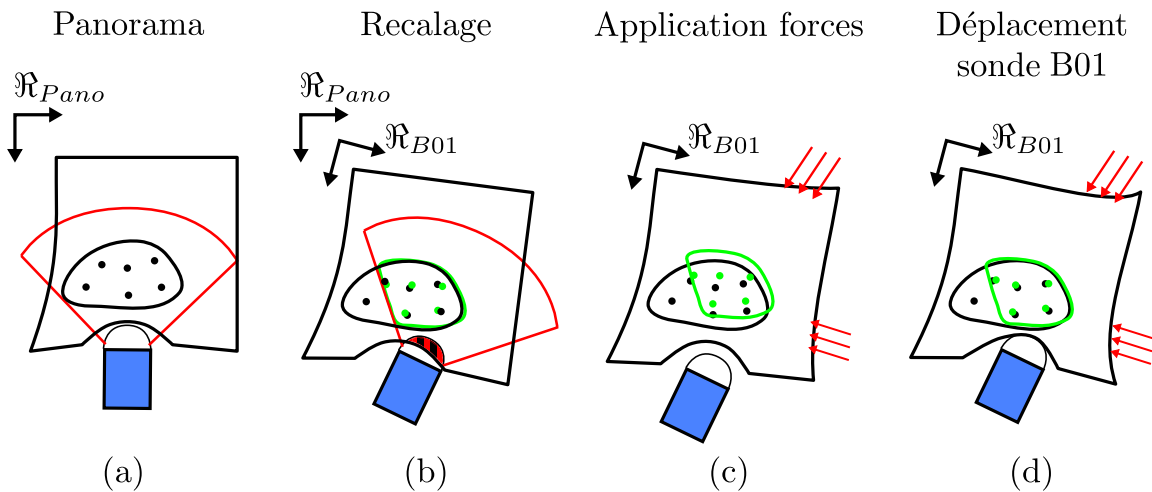 Panorama
Recalage
Application forces
Déplacement
sonde B01
ℜ_Pano
ℜ_Pano
ℜ_B01
ℜ_B01
ℜ_B01
(a)
(b)
(c)
(d)